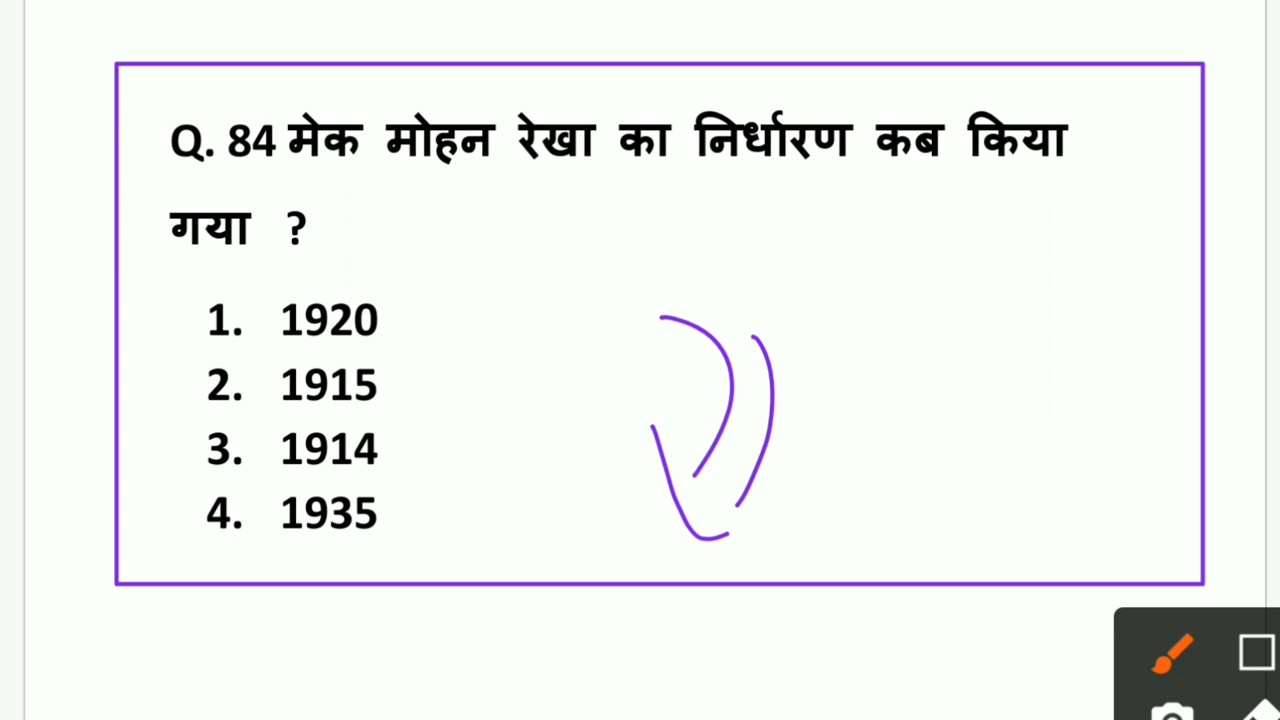 Q. 84 मेक मोहन रेखा का निर्धारण कब किया
गया ?
1. 1920
2. 1915
3. 1914
4. 1935